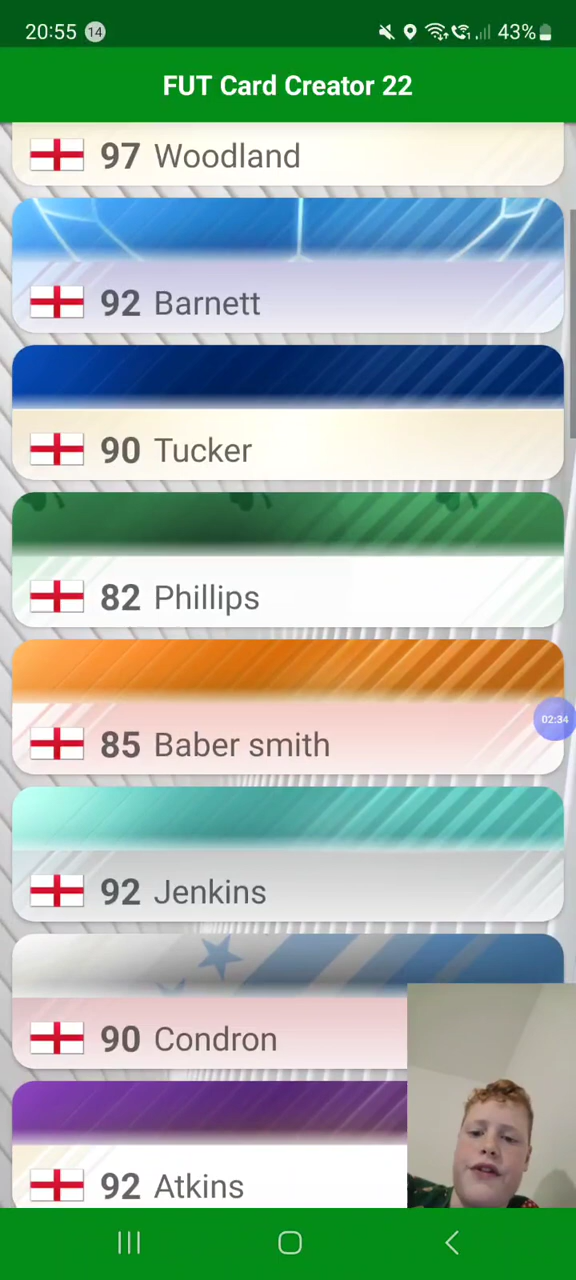 20:55 14 43%
FUT Card Creator 22
97 Woodland
92 Barnett
90 Tucker
82 Phillips
85 Baber smith
02:34
92 Jenkins
90 Condron
92 Atkins